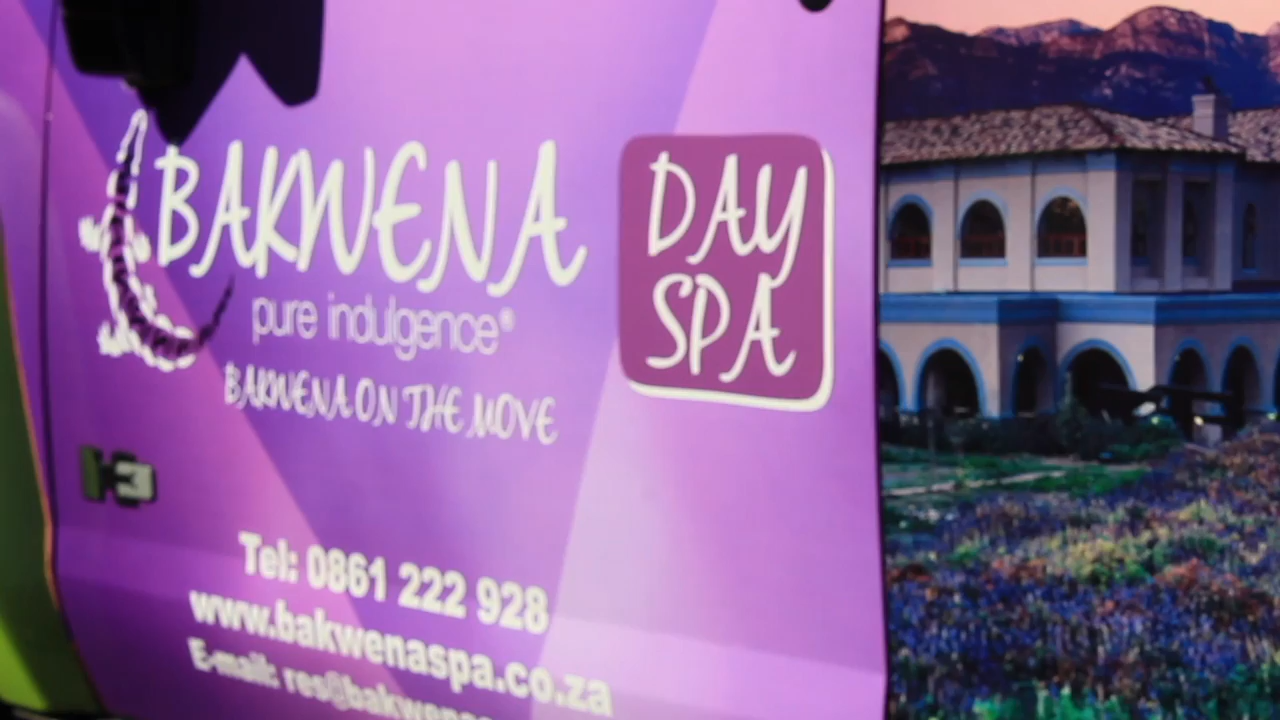 BAKWENA
pure indulgence®
BAKWENA ON THE MOVE
DAY
SPA
Tel: 0861 222 928
www.bakwenaspa.co.za
E-mail: